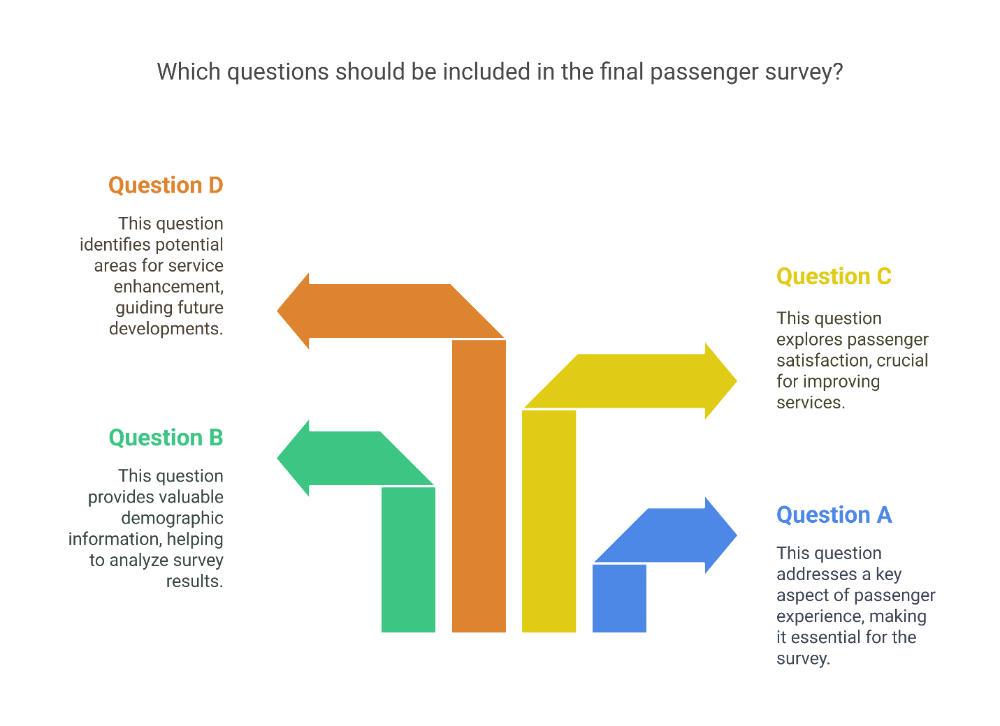 Which questions should be included in the final passenger survey?
Question D
This question
identifies potential
areas for service
enhancement,
guiding future
developments.
Question C
This question
explores passenger
satisfaction, crucial
for improving
services.
Question B
This question
provides valuable
demographic
information, helping
to analyze survey
results.
Question A
This question
addresses a key
aspect of passenger
experience, making
it essential for the
survey.